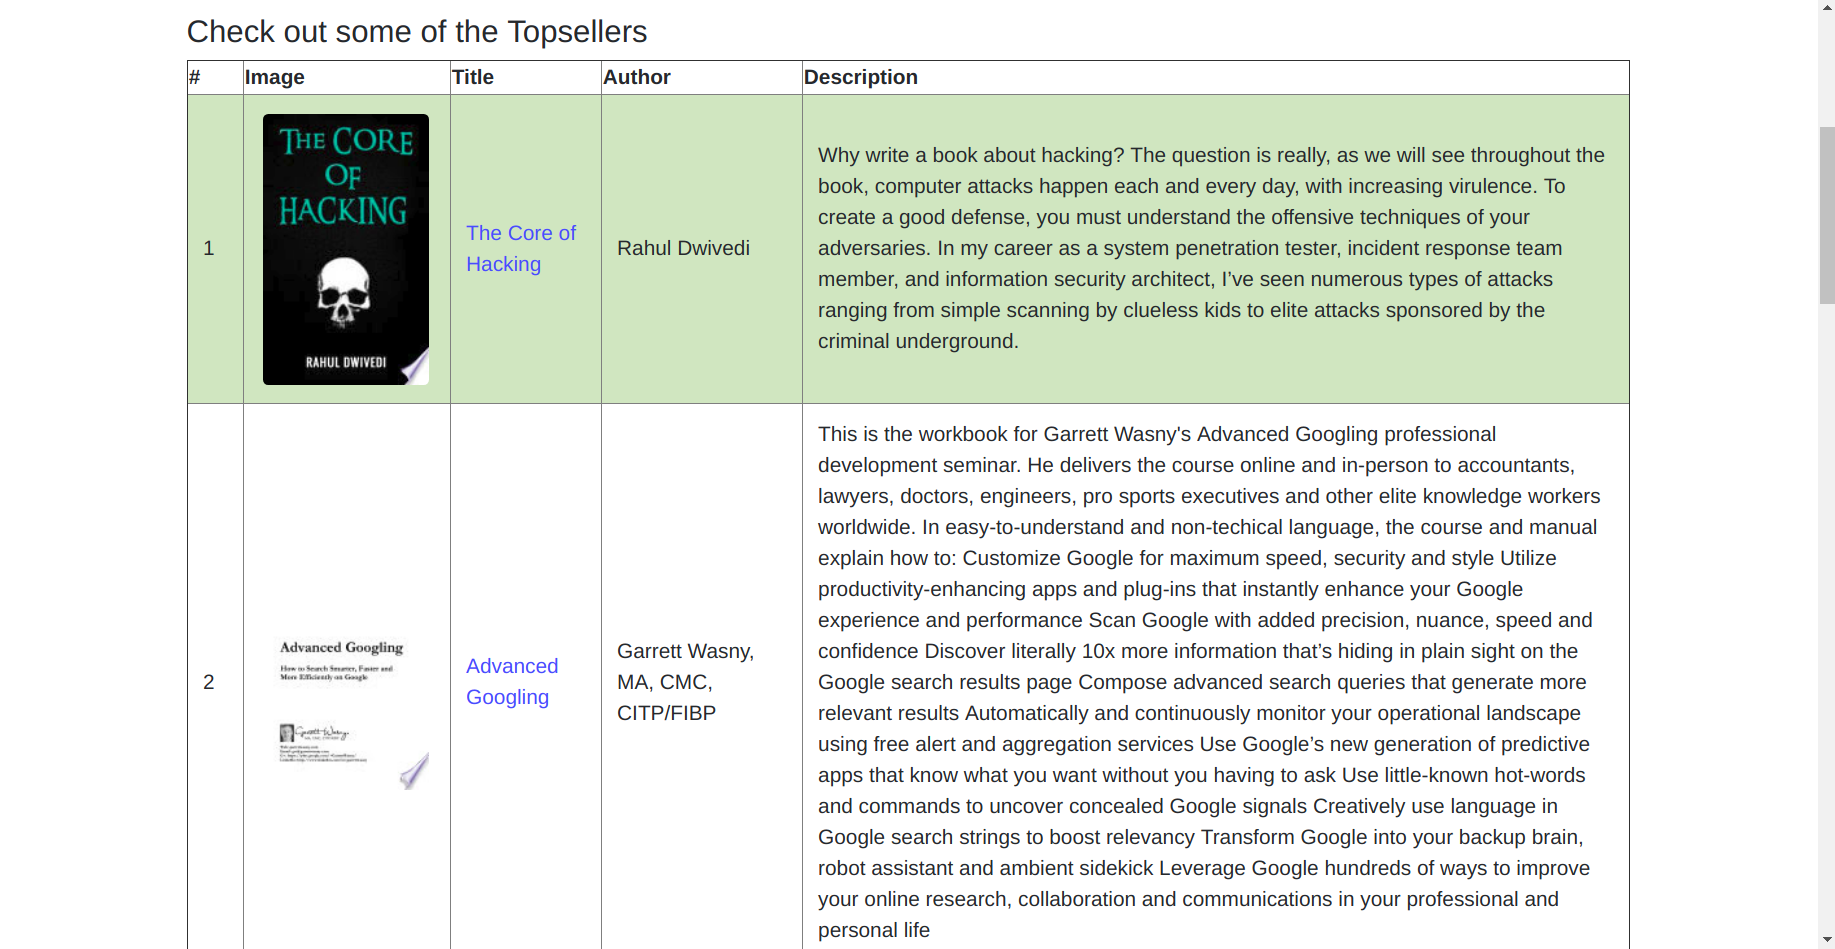 Check out some of the Topsellers
# Image Title Author Description
1
THE CORE
OF
HACKING
RAHUL DWIVEDI
The Core of
Hacking
Rahul Dwivedi
Why write a book about hacking? The question is really, as we will see throughout the
book, computer attacks happen each and every day, with increasing virulence. To
create a good defense, you must understand the offensive techniques of your
adversaries. In my career as a system penetration tester, incident response team
member, and information security architect, I’ve seen numerous types of attacks
ranging from simple scanning by clueless kids to elite attacks sponsored by the
criminal underground.
2
Advanced Googling
How to Search Smarter, Faster and
More Efficiently on Google
Advanced
Googling
Garrett Wasny,
MA, CMC,
CITP/FIBP
This is the workbook for Garrett Wasny's Advanced Googling professional
development seminar. He delivers the course online and in-person to accountants,
lawyers, doctors, engineers, pro sports executives and other elite knowledge workers
worldwide. In easy-to-understand and non-techical language, the course and manual
explain how to: Customize Google for maximum speed, security and style Utilize
productivity-enhancing apps and plug-ins that instantly enhance your Google
experience and performance Scan Google with added precision, nuance, speed and
confidence Discover literally 10x more information that’s hiding in plain sight on the
Google search results page Compose advanced search queries that generate more
relevant results Automatically and continuously monitor your operational landscape
using free alert and aggregation services Use Google’s new generation of predictive
apps that know what you want without you having to ask Use little-known hot-words
and commands to uncover concealed Google signals Creatively use language in
Google search strings to boost relevancy Transform Google into your backup brain,
robot assistant and ambient sidekick Leverage Google hundreds of ways to improve
your online research, collaboration and communications in your professional and
personal life